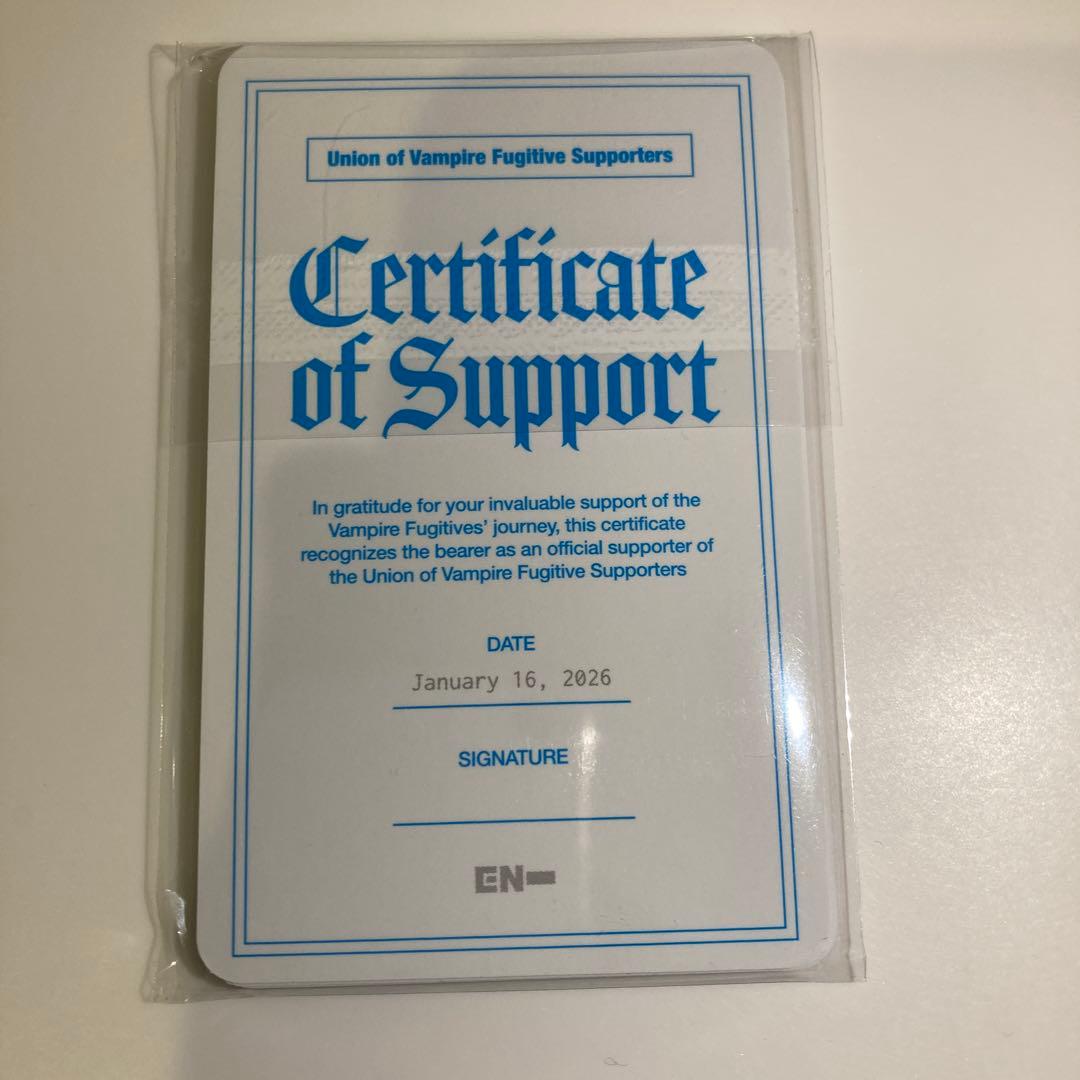 Union of Vampire Fugitive Supporters
Certificate
of Support
In gratitude for your invaluable support of the
Vampire Fugitives' journey, this certificate
recognizes the bearer as an official supporter of
the Union of Vampire Fugitive Supporters
DATE
January 16, 2026
SIGNATURE
EN-